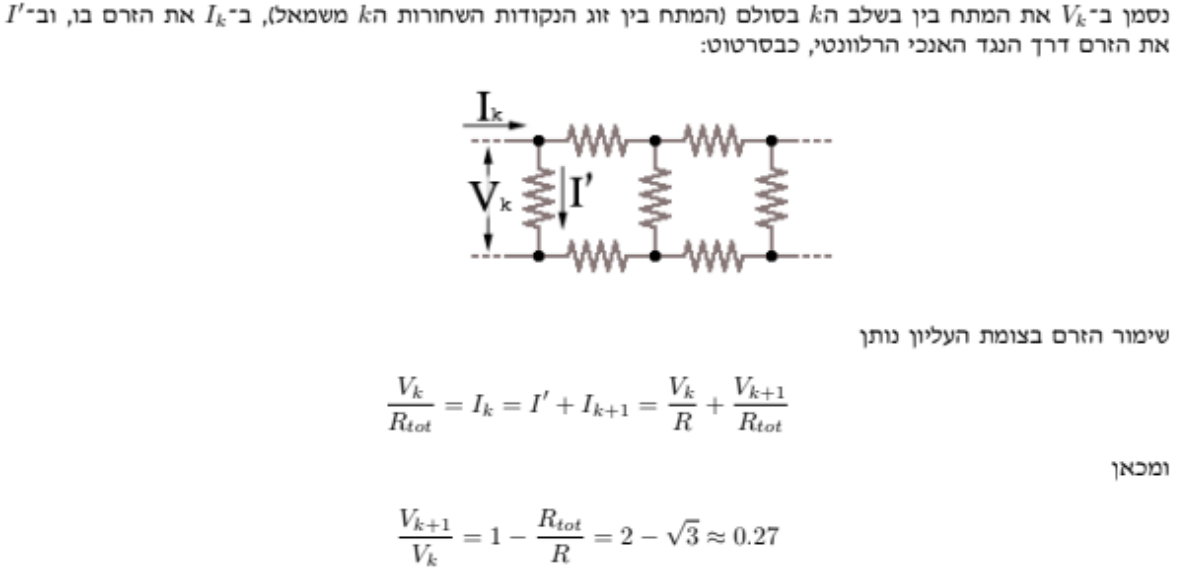 נסמן ב־$V_k$ את המתח בין בשלב הk בסולם (המתח בין זוג הנקודות השחורות הk משמאל), ב־$I_k$ את הזרם בו, וב־$I'$
את הזרם דרך הנגד האנכי הרלוונטי, כבסרטוט:
I_k
V_k I'
שימור הזרם בצומת העליון נותן
$\frac{V_k}{R_{tot}} = I_k = I' + I_{k+1} = \frac{V_k}{R} + \frac{V_{k+1}}{R_{tot}}$
ומכאן
$\frac{V_{k+1}}{V_k} = 1 - \frac{R_{tot}}{R} = 2 - \sqrt{3} \approx 0.27$